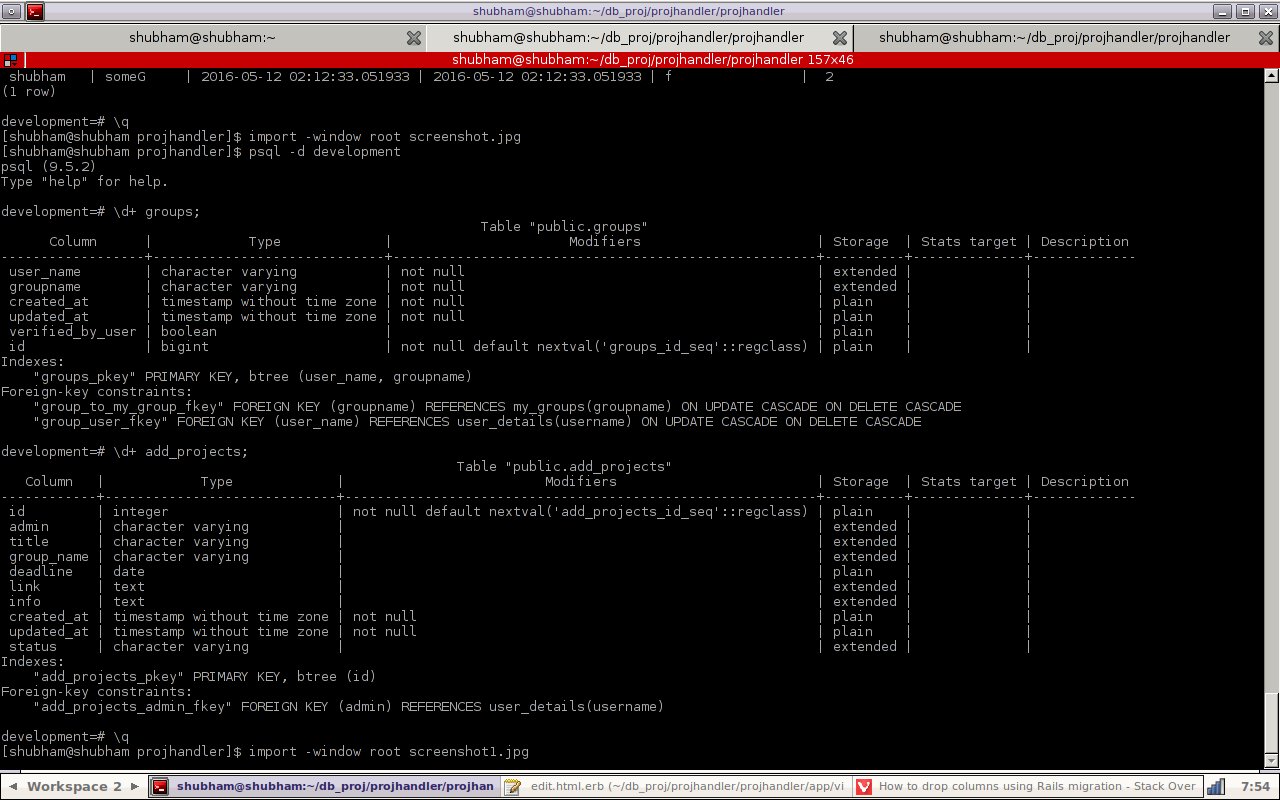 shubham@shubham:~/db_proj/projhandler/projhandler
shubham@shubham:~
shubham@shubham:~/db_proj/projhandler/projhandler
shubham@shubham:~/db_proj/projhandler/projhandler
shubham@shubham:~/db_proj/projhandler/projhandler 157x46
 shubham   | someG     | 2016-05-12 02:12:33.051933 | 2016-05-12 02:12:33.051933 | f                |  2
(1 row)
development=# \q
[shubham@shubham projhandler]$ import -window root screenshot.jpg
[shubham@shubham projhandler]$ psql -d development
psql (9.5.2)
Type "help" for help.
development=# \d+ groups;
Table "public.groups"
      Column      |            Type             |                      Modifiers                      | Storage  | Stats target | Description
------------------+-----------------------------+-----------------------------------------------------+----------+--------------+-------------
 user_name        | character varying           | not null                                            | extended |              |
 groupname        | character varying           | not null                                            | extended |              |
 created_at       | timestamp without time zone | not null                                            | plain    |              |
 updated_at       | timestamp without time zone | not null                                            | plain    |              |
 verified_by_user | boolean                     |                                                     | plain    |              |
 id               | bigint                      | not null default nextval('groups_id_seq'::regclass) | plain    |              |
Indexes:
    "groups_pkey" PRIMARY KEY, btree (user_name, groupname)
Foreign-key constraints:
    "group_to_my_group_fkey" FOREIGN KEY (groupname) REFERENCES my_groups(groupname) ON UPDATE CASCADE ON DELETE CASCADE
    "group_user_fkey" FOREIGN KEY (user_name) REFERENCES user_details(username) ON UPDATE CASCADE ON DELETE CASCADE
development=# \d+ add_projects;
Table "public.add_projects"
   Column   |            Type             |                         Modifiers                         | Storage  | Stats target | Description
------------+-----------------------------+-----------------------------------------------------------+----------+--------------+-------------
 id         | integer                     | not null default nextval('add_projects_id_seq'::regclass) | plain    |              |
 admin      | character varying           |                                                           | extended |              |
 title      | character varying           |                                                           | extended |              |
 group_name | character varying           |                                                           | extended |              |
 deadline   | date                        |                                                           | plain    |              |
 link       | text                        |                                                           | extended |              |
 info       | text                        |                                                           | extended |              |
 created_at | timestamp without time zone | not null                                                  | plain    |              |
 updated_at | timestamp without time zone | not null                                                  | plain    |              |
 status     | character varying           |                                                           | extended |              |
Indexes:
    "add_projects_pkey" PRIMARY KEY, btree (id)
Foreign-key constraints:
    "add_projects_admin_fkey" FOREIGN KEY (admin) REFERENCES user_details(username)
development=# \q
[shubham@shubham projhandler]$ import -window root screenshot1.jpg
Workspace 2
shubham@shubham:~/db_proj/projhandler/projhan
edit.html.erb (~/db_proj/projhandler/projhandler/app/vi
How to drop columns using Rails migration - Stack Over
7:54